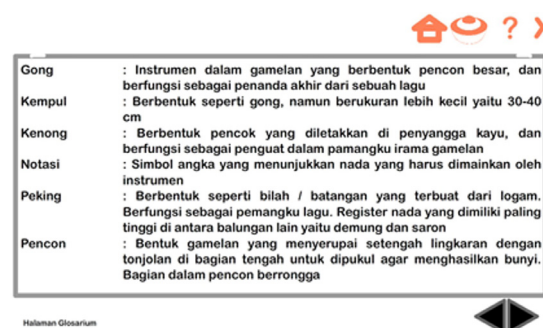 ?
Gong : Instrumen dalam gamelan yang berbentuk pencon besar, dan
berfungsi sebagai penanda akhir dari sebuah lagu
Kempul : Berbentuk seperti gong, namun berukuran lebih kecil yaitu 30-40
cm
Kenong : Berbentuk pencok yang diletakkan di penyangga kayu, dan
berfungsi sebagai penguat dalam pamangku irama gamelan
Notasi : Simbol angka yang menunjukkan nada yang harus dimainkan oleh
instrumen
Peking : Berbentuk seperti bilah / batangan yang terbuat dari logam.
Berfungsi sebagai pemangku lagu. Register nada yang dimiliki paling
tinggi di antara balungan lain yaitu demung dan saron
Pencon : Bentuk gamelan yang menyerupai setengah lingkaran dengan
tonjolan di bagian tengah untuk dipukul agar menghasilkan bunyi.
Bagian dalam pencon berrongga
Halaman Glosarium